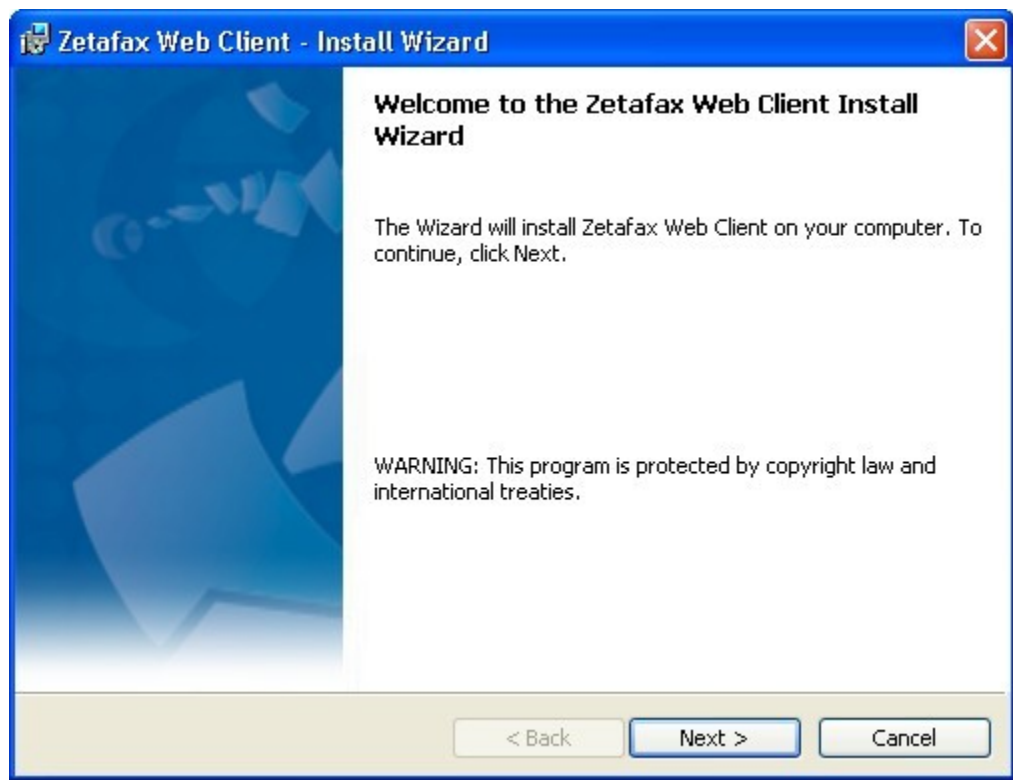 Zetafax Web Client - Install Wizard
Welcome to the Zetafax Web Client Install
Wizard
The Wizard will install Zetafax Web Client on your computer. To
continue, click Next.
WARNING: This program is protected by copyright law and
international treaties.
< Back
Next >
Cancel